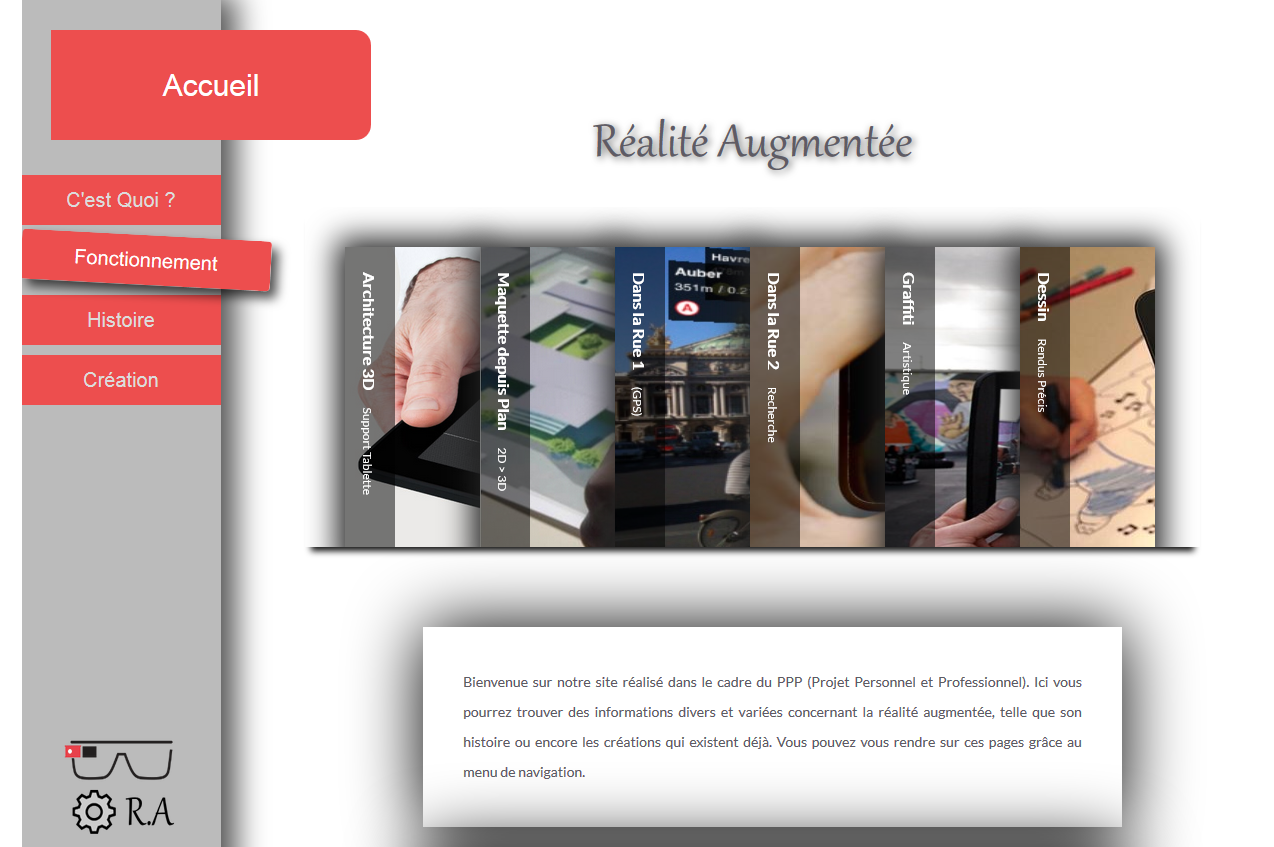 Accueil
Réalité Augmentée
C'est Quoi ?
Fonctionnement
Histoire
Création
Architecture 3D Support Tablette
Maquette depuis Plan 2D > 3D
Dans la Rue 1 (GPS)
Havre
Auber
351m / 0.2
A
Dans la Rue 2 Recherche
Graffiti Artistique
Dessin Rendus Précis
Bienvenue sur notre site réalisé dans le cadre du PPP (Projet Personnel et Professionnel). Ici vous
pourrez trouver des informations divers et variées concernant la réalité augmentée, telle que son
histoire ou encore les créations qui existent déjà. Vous pouvez vous rendre sur ces pages grâce au
menu de navigation.
R.A